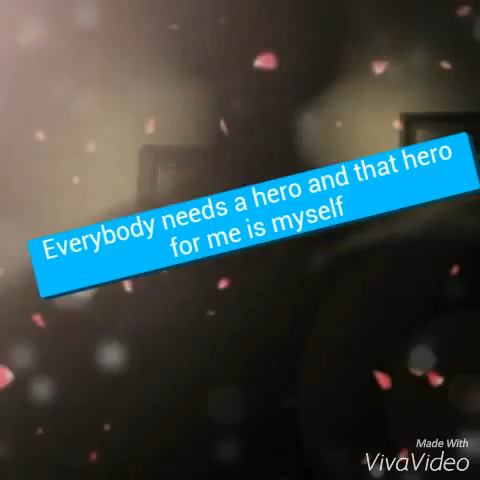 Everybody needs a hero and that hero
for me is myself
Made With
VivaVideo